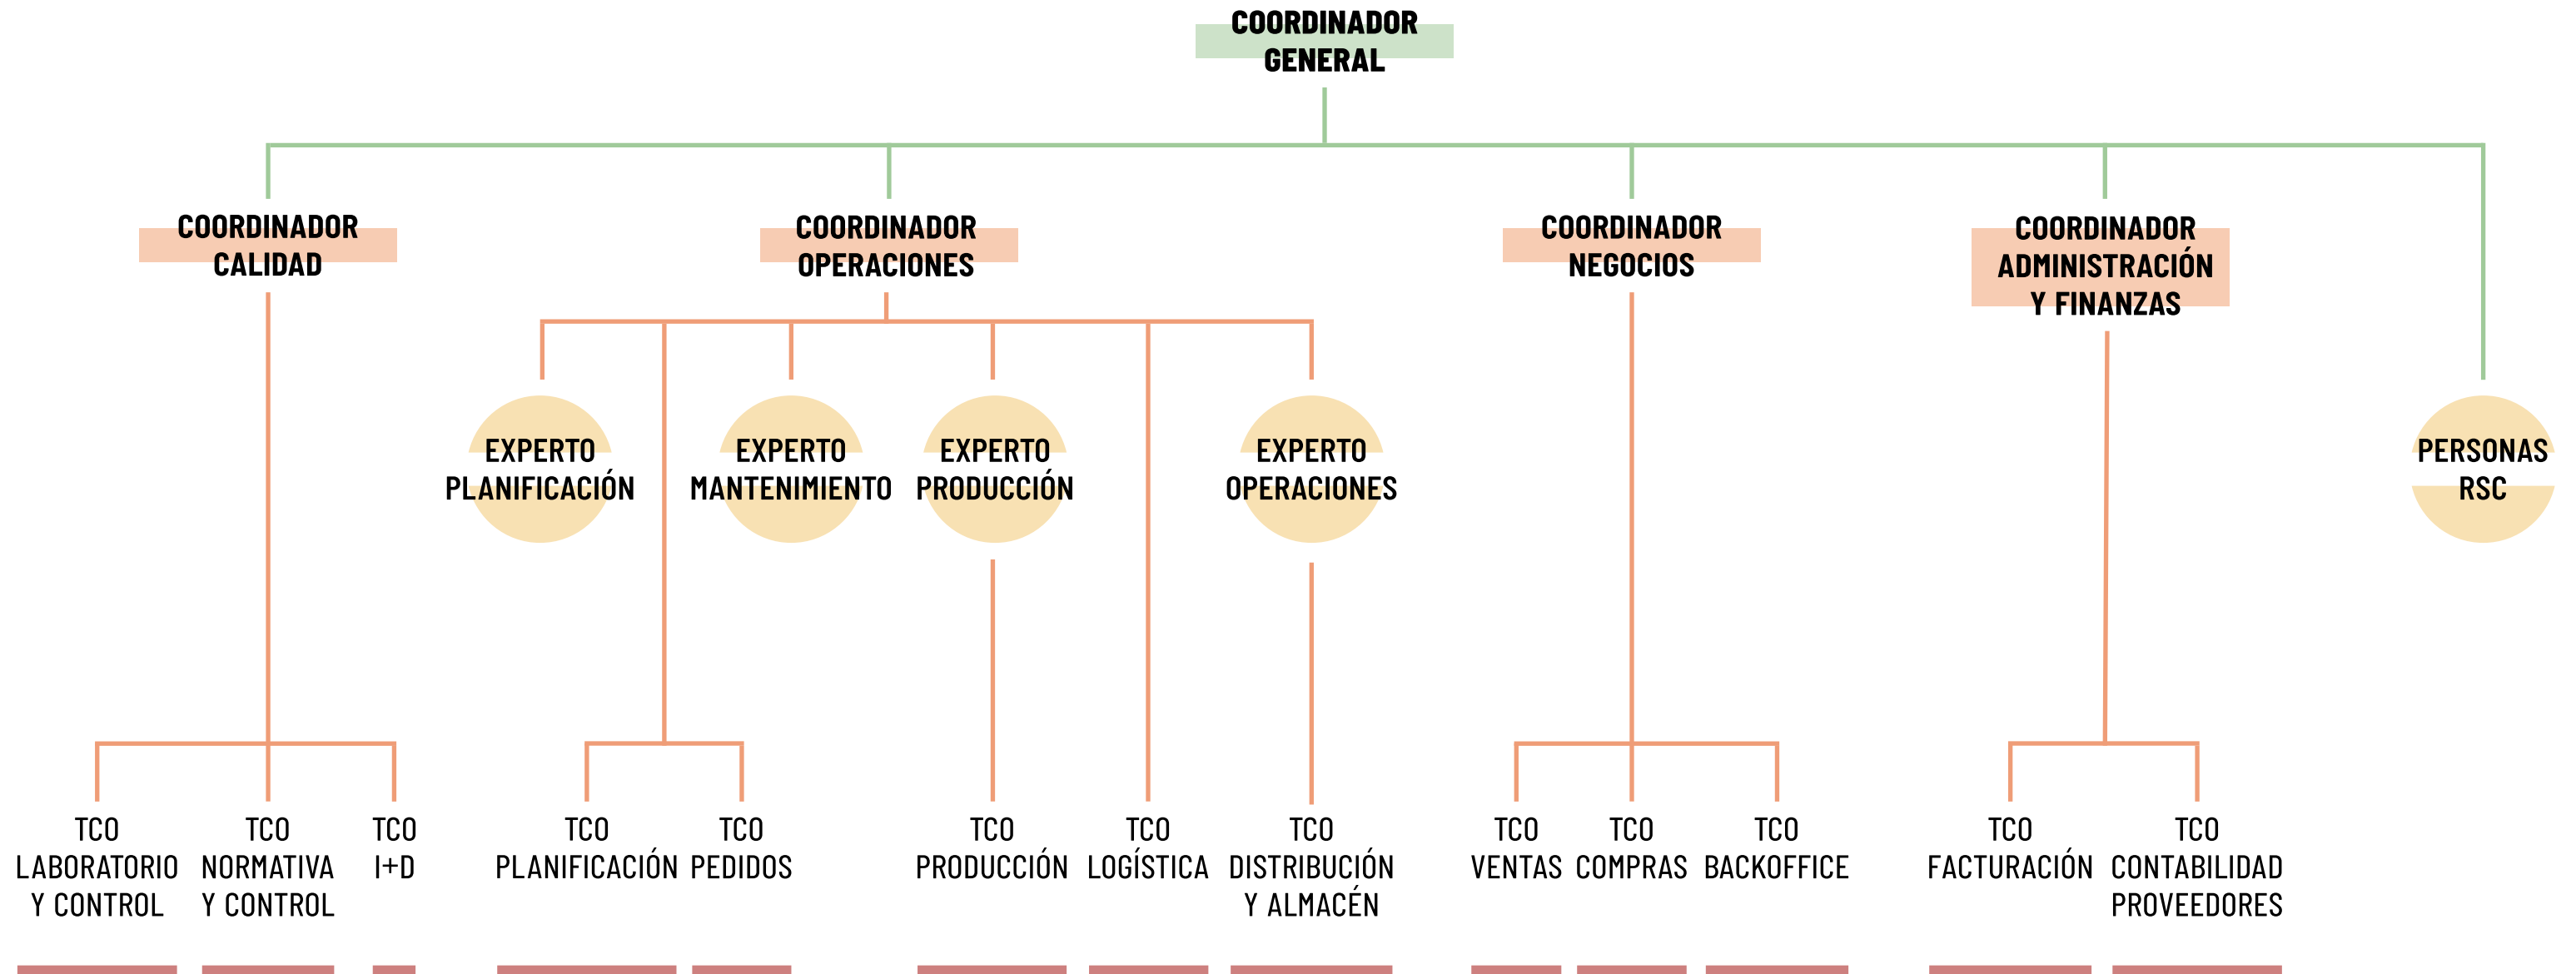 COORDINADOR
GENERAL
COORDINADOR
CALIDAD
COORDINADOR
OPERACIONES
COORDINADOR
NEGOCIOS
COORDINADOR
ADMINISTRACIÓN
Y FINANZAS
EXPERTO
PLANIFICACIÓN
EXPERTO
MANTENIMIENTO
EXPERTO
PRODUCCIÓN
EXPERTO
OPERACIONES
PERSONAS
RSC
TCO
LABORATORIO
Y CONTROL
TCO
NORMATIVA
Y CONTROL
TCO
I+D
TCO
PLANIFICACIÓN
TCO
PEDIDOS
TCO
PRODUCCIÓN
TCO
LOGÍSTICA
TCO
DISTRIBUCIÓN
Y ALMACÉN
TCO
VENTAS
TCO
COMPRAS
TCO
BACKOFFICE
TCO
FACTURACIÓN
TCO
CONTABILIDAD
PROVEEDORES